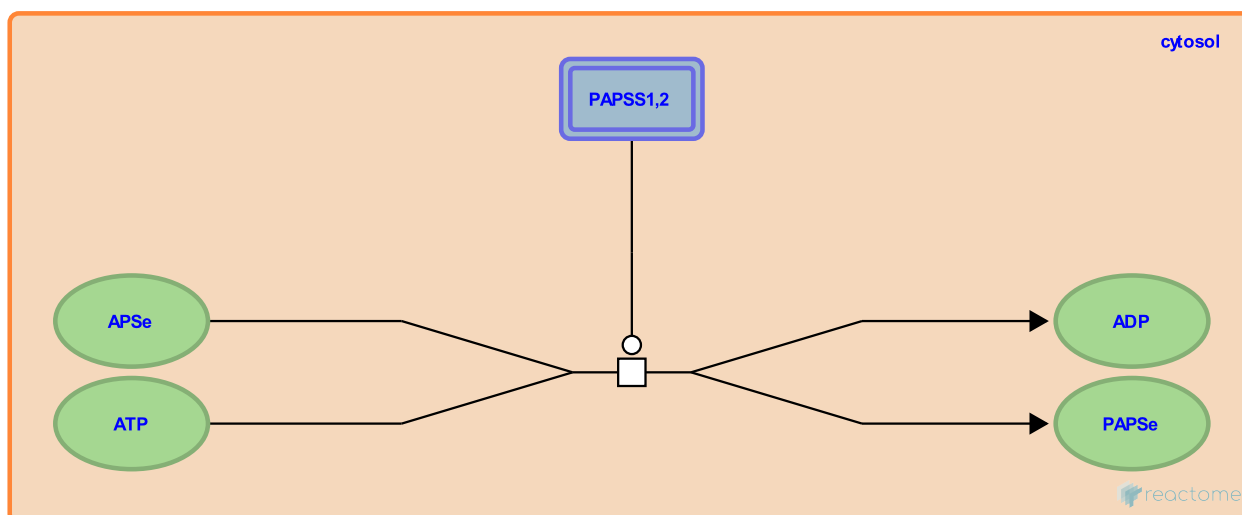 cytosol
PAPSS1,2
APSe
ADP
ATP
PAPSe
reactome